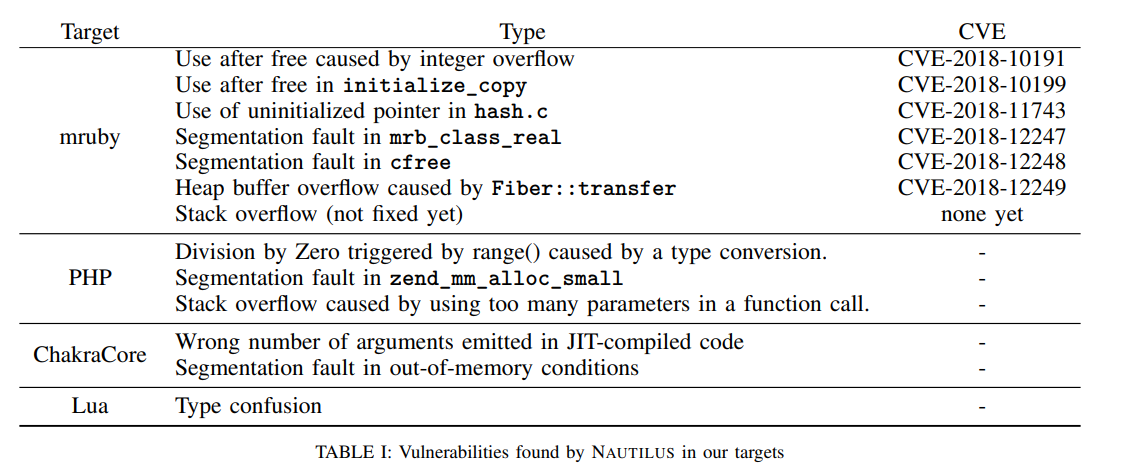 Target Type CVE
Use after free caused by integer overflow CVE-2018-10191
Use after free in initialize_copy CVE-2018-10199
Use of uninitialized pointer in hash.c CVE-2018-11743
mruby Segmentation fault in mrb_class_real CVE-2018-12247
Segmentation fault in cfree CVE-2018-12248
Heap buffer overflow caused by Fiber::transfer CVE-2018-12249
Stack overflow (not fixed yet) none yet
Division by Zero triggered by range() caused by a type conversion. -
PHP Segmentation fault in zend_mm_alloc_small -
Stack overflow caused by using too many parameters in a function call. -
Wrong number of arguments emitted in JIT-compiled code -
ChakraCore
Segmentation fault in out-of-memory conditions -
Lua Type confusion -
TABLE I: Vulnerabilities found by NAUTILUS in our targets